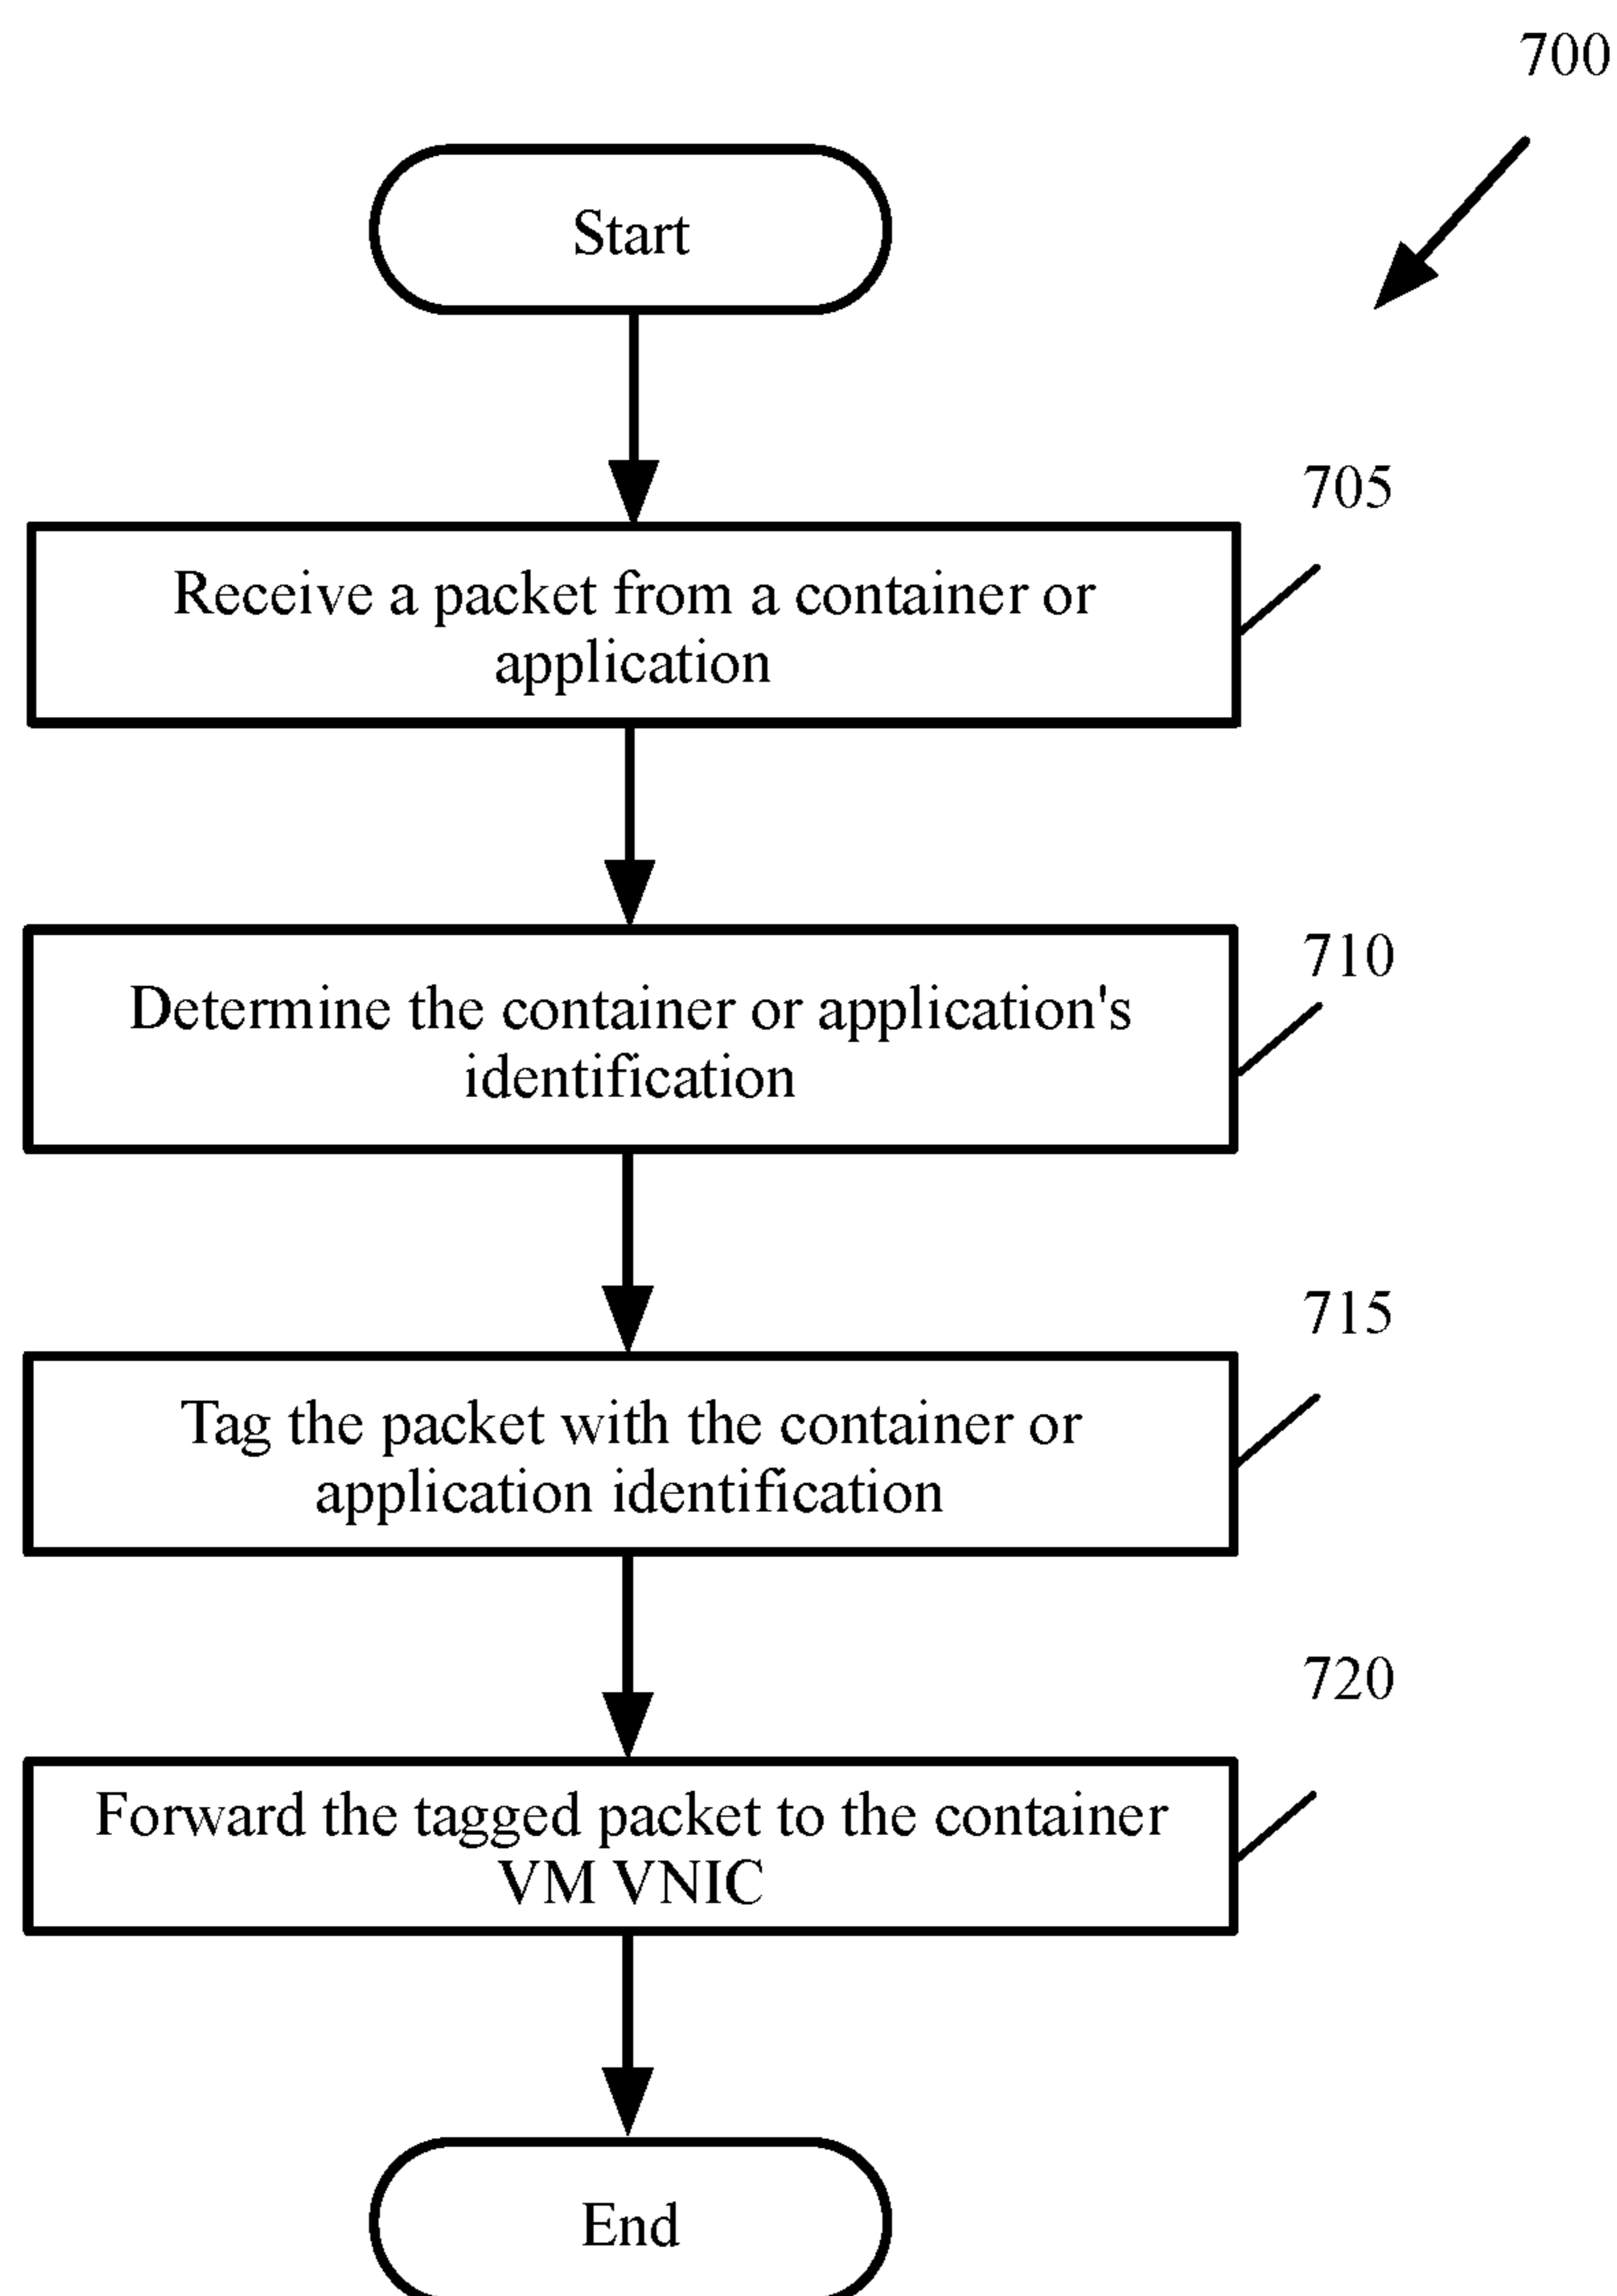 700
Start
705
Receive a packet from a container or
application
710
Determine the container or application's
identification
715
Tag the packet with the container or
application identification
720
Forward the tagged packet to the container
VM VNIC
End